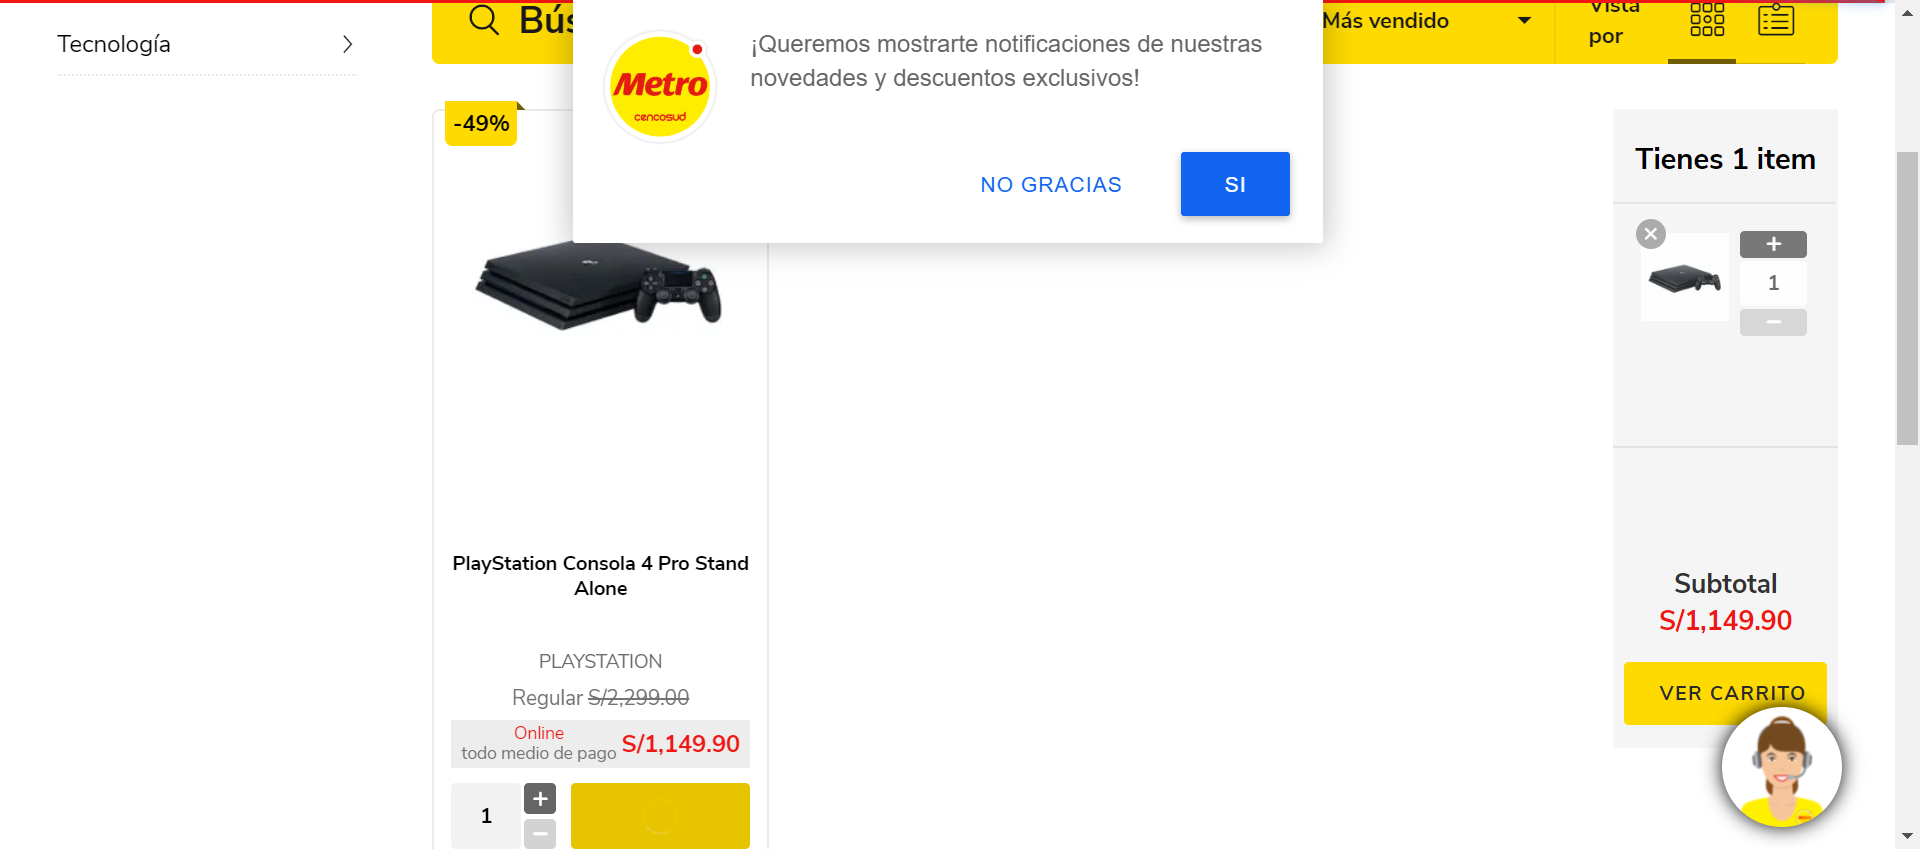 Tecnología
Bús
Más vendido
Vista
por
Metro
cencosud
¡Queremos mostrarte notificaciones de nuestras
novedades y descuentos exclusivos!
NO GRACIAS
SI
-49%
PlayStation Consola 4 Pro Stand
Alone
PLAYSTATION
Regular S/2,299.00
Online
todo medio de pago
S/1,149.90
1
+
−
Tienes 1 item
+
1
−
Subtotal
S/1,149.90
VER CARRITO